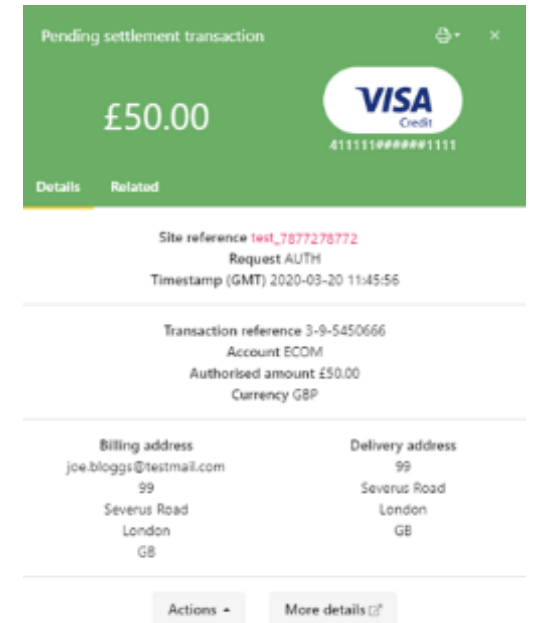 Pending settlement transaction
£50.00
VISA
Credit
411111######1111
Details Related
Site reference test_7877278772
Request AUTH
Timestamp (GMT) 2020-03-20 11:45:56
Transaction reference 3-9-5450666
Account ECOM
Authorised amount £50.00
Currency GBP
Billing address
joe.bloggs@testmail.com
99
Severus Road
London
GB
Delivery address
99
Severus Road
London
GB
Actions
More details